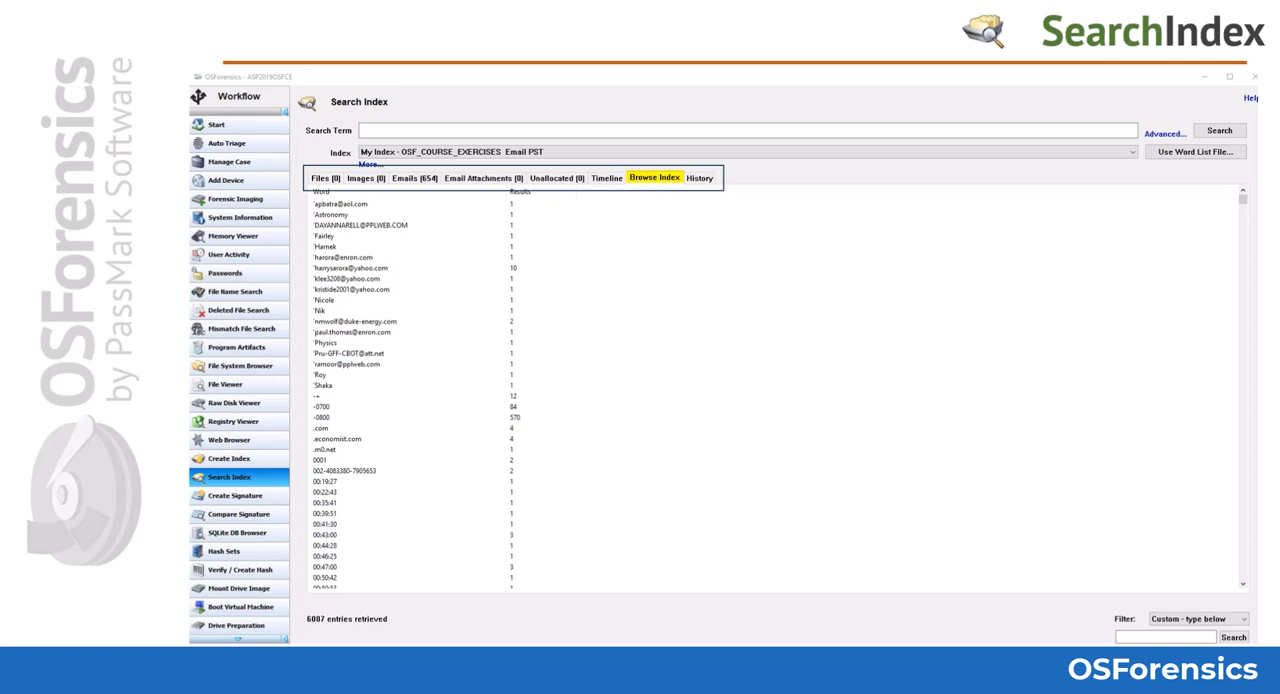 SearchIndex
OSForensics
by PassMark Software
OSForensics - ASP2019OSFCE
Workflow
Start
Auto Triage
Manage Case
Add Device
Forensic Imaging
System Information
Memory Viewer
User Activity
Passwords
File Name Search
Deleted File Search
Mismatch File Search
Program Artifacts
File System Browser
File Viewer
Raw Disk Viewer
Registry Viewer
Web Browser
Create Index
Search Index
Create Signature
Compare Signature
SQLite DB Browser
Hash Sets
Verify / Create Hash
Mount Drive Image
Boot Virtual Machine
Drive Preparation
Search Index
Help
Search Term Advanced... Search
Index My Index - OSF_COURSE_EXERCISES Email PST Use Word List File...
More...
Files (0) Images (0) Emails (654) Email Attachments (0) Unallocated (0) Timeline Browse Index History
Word Results
'apbatra@aol.com 1
'Astronomy 1
'DAYANNARELL@PPLWEB.COM 1
'Fairley 1
'Harnek 1
'harora@enron.com 1
'harrysarora@yahoo.com 10
'klee3208@yahoo.com 1
'kristide2001@yahoo.com 1
'Nicole 1
'Nik 1
'nmwolf@duke-energy.com 2
'paul.thomas@enron.com 1
'Physics 1
'Pru-GFF-CBOT@att.net 1
'ramoor@pplweb.com 1
'Roy 1
'Shaka 1
-+ 12
-0700 84
-0800 570
.com 4
.economist.com 4
.m0.net 1
0001 2
002-4083380-7905653 2
00:19:27 1
00:22:43 1
00:35:41 1
00:39:51 1
00:41:30 1
00:43:00 3
00:44:28 1
00:46:25 1
00:47:00 3
00:50:42 1
6087 entries retrieved
Filter: Custom - type below
Search
OSForensics